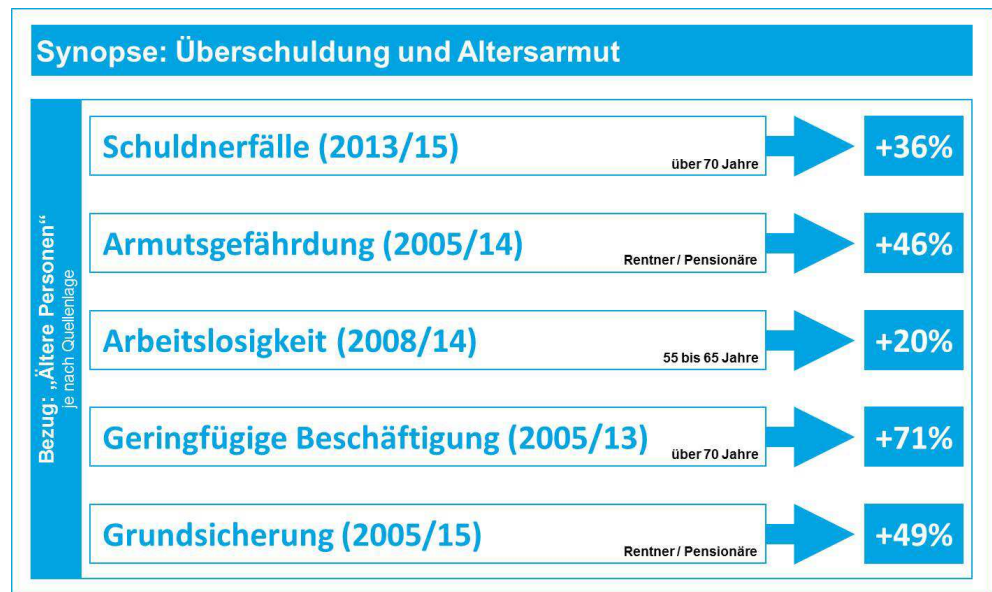 Synopse: Überschuldung und Altersarmut
Bezug: „Ältere Personen“
je nach Quellenlage
Schuldnerfälle (2013/15)
über 70 Jahre
+36%
Armutsgefährdung (2005/14)
Rentner / Pensionäre
+46%
Arbeitslosigkeit (2008/14)
55 bis 65 Jahre
+20%
Geringfügige Beschäftigung (2005/13)
über 70 Jahre
+71%
Grundsicherung (2005/15)
Rentner / Pensionäre
+49%